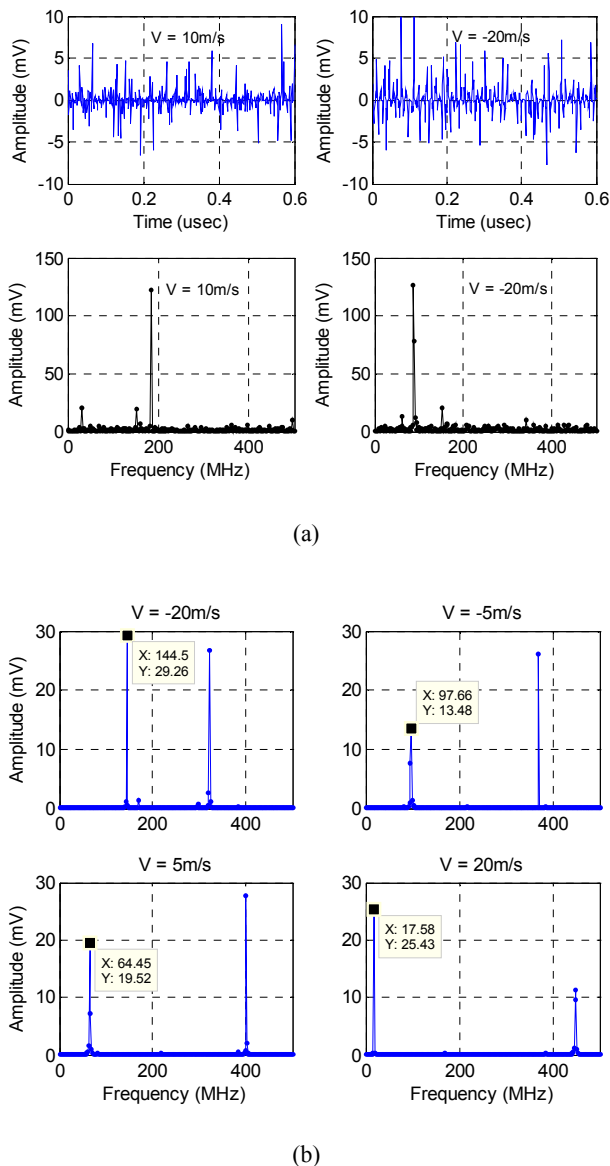 V = 10m/s
Amplitude (mV)
10
5
0
-5
-10
0 0.2 0.4 0.6
Time (usec)
V = -20m/s
Amplitude (mV)
10
5
0
-5
-10
0 0.2 0.4 0.6
Time (usec)
V = 10m/s
Amplitude (mV)
150
100
50
0
0 200 400
Frequency (MHz)
V = -20m/s
Amplitude (mV)
150
100
50
0
0 200 400
Frequency (MHz)
(a)
V = -20m/s
Amplitude (mV)
30
20
10
0
X: 144.5
Y: 29.26
0 200 400
V = -5m/s
30
20
10
0
X: 97.66
Y: 13.48
0 200 400
V = 5m/s
Amplitude (mV)
30
20
10
0
X: 64.45
Y: 19.52
0 200 400
Frequency (MHz)
V = 20m/s
30
20
10
0
X: 17.58
Y: 25.43
0 200 400
Frequency (MHz)
(b)